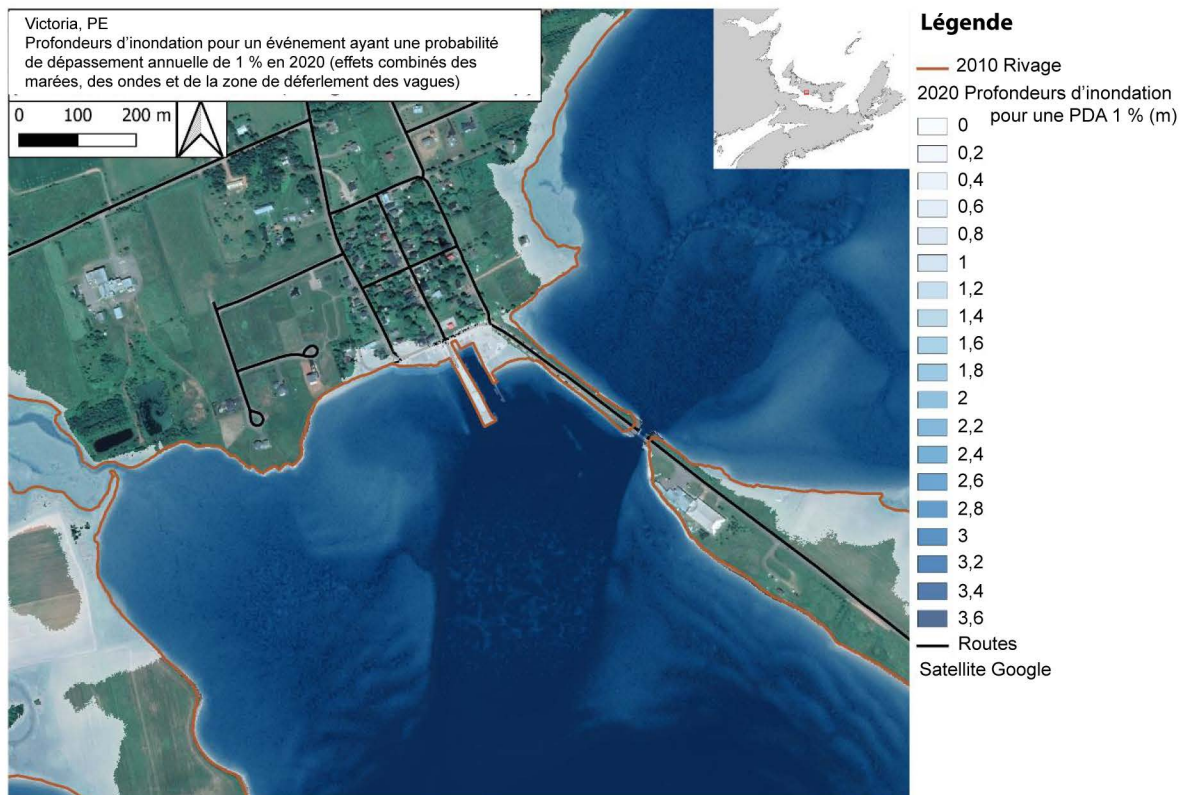 Victoria, PE
Profondeurs d’inondation pour un événement ayant une probabilité
de dépassement annuelle de 1 % en 2020 (effets combinés des
marées, des ondes et de la zone de déferlement des vagues)
0 100 200 m
Légende
2010 Rivage
2020 Profondeurs d’inondation
pour une PDA 1 % (m)
0
0,2
0,4
0,6
0,8
1
1,2
1,4
1,6
1,8
2
2,2
2,4
2,6
2,8
3
3,2
3,4
3,6
Routes
Satellite Google